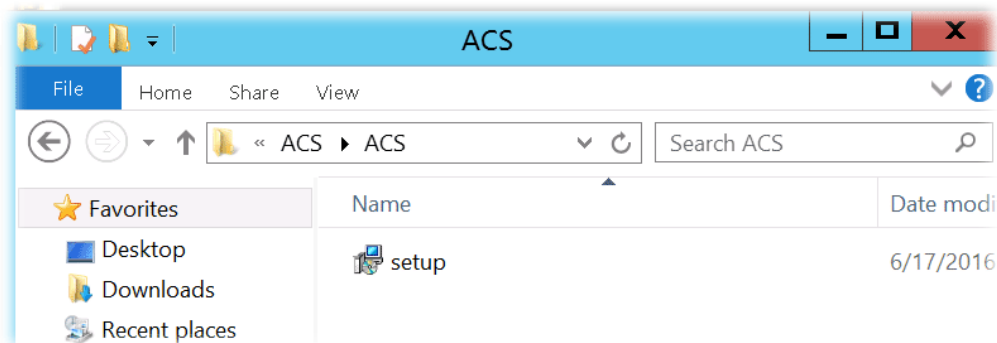 ACS
File Home Share View
« ACS ACS Search ACS
Favorites Name Date modi
Desktop
setup 6/17/2016
Downloads
Recent places